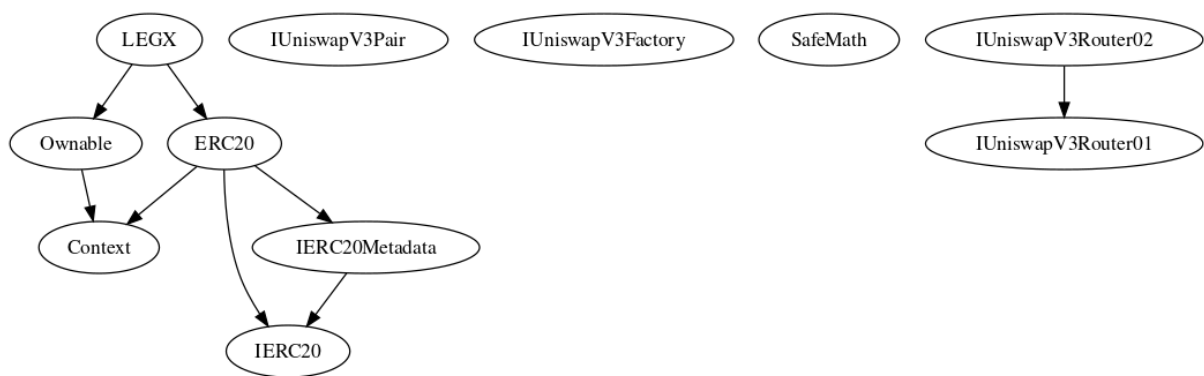 LEGX
IUniswapV3Pair
IUniswapV3Factory
SafeMath
IUniswapV3Router02
Ownable
ERC20
IUniswapV3Router01
Context
IERC20Metadata
IERC20